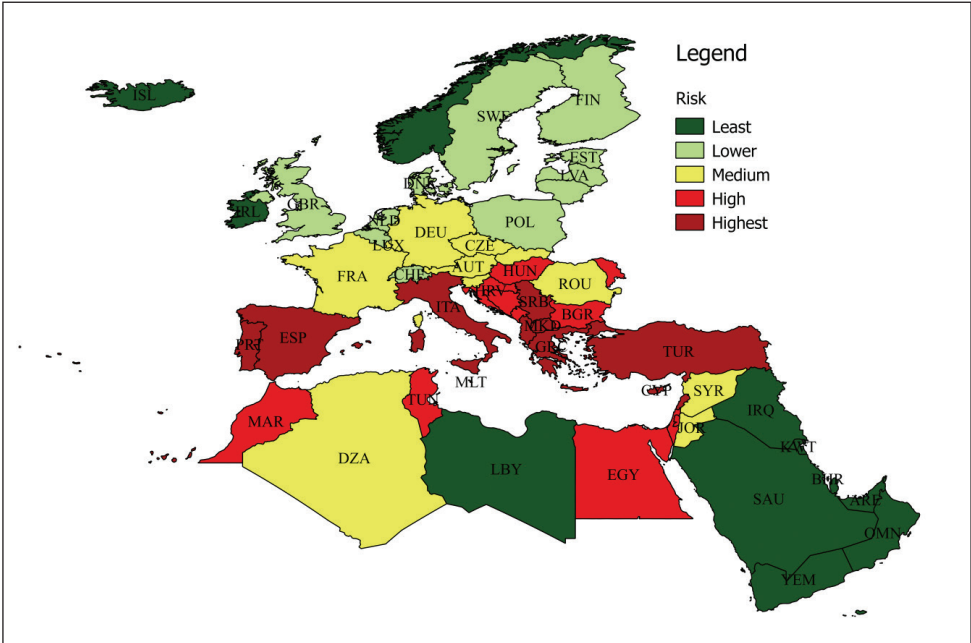 Legend
Risk
Least
Lower
Medium
High
Highest
ISL
FIN
SWE
EST
LVA
DNK
IRL
GBR
NLD
POL
DEU
LUX
CZE
FRA
CHE
AUT
HUN
ROU
HRV
SRB
ITA
BGR
MKD
PRT
ESP
GRC
TUR
MLT
CYP
SYR
TUN
IRQ
MAR
JOR
KWT
DZA
LBY
EGY
BHR
SAU
ARE
OMN
YEM